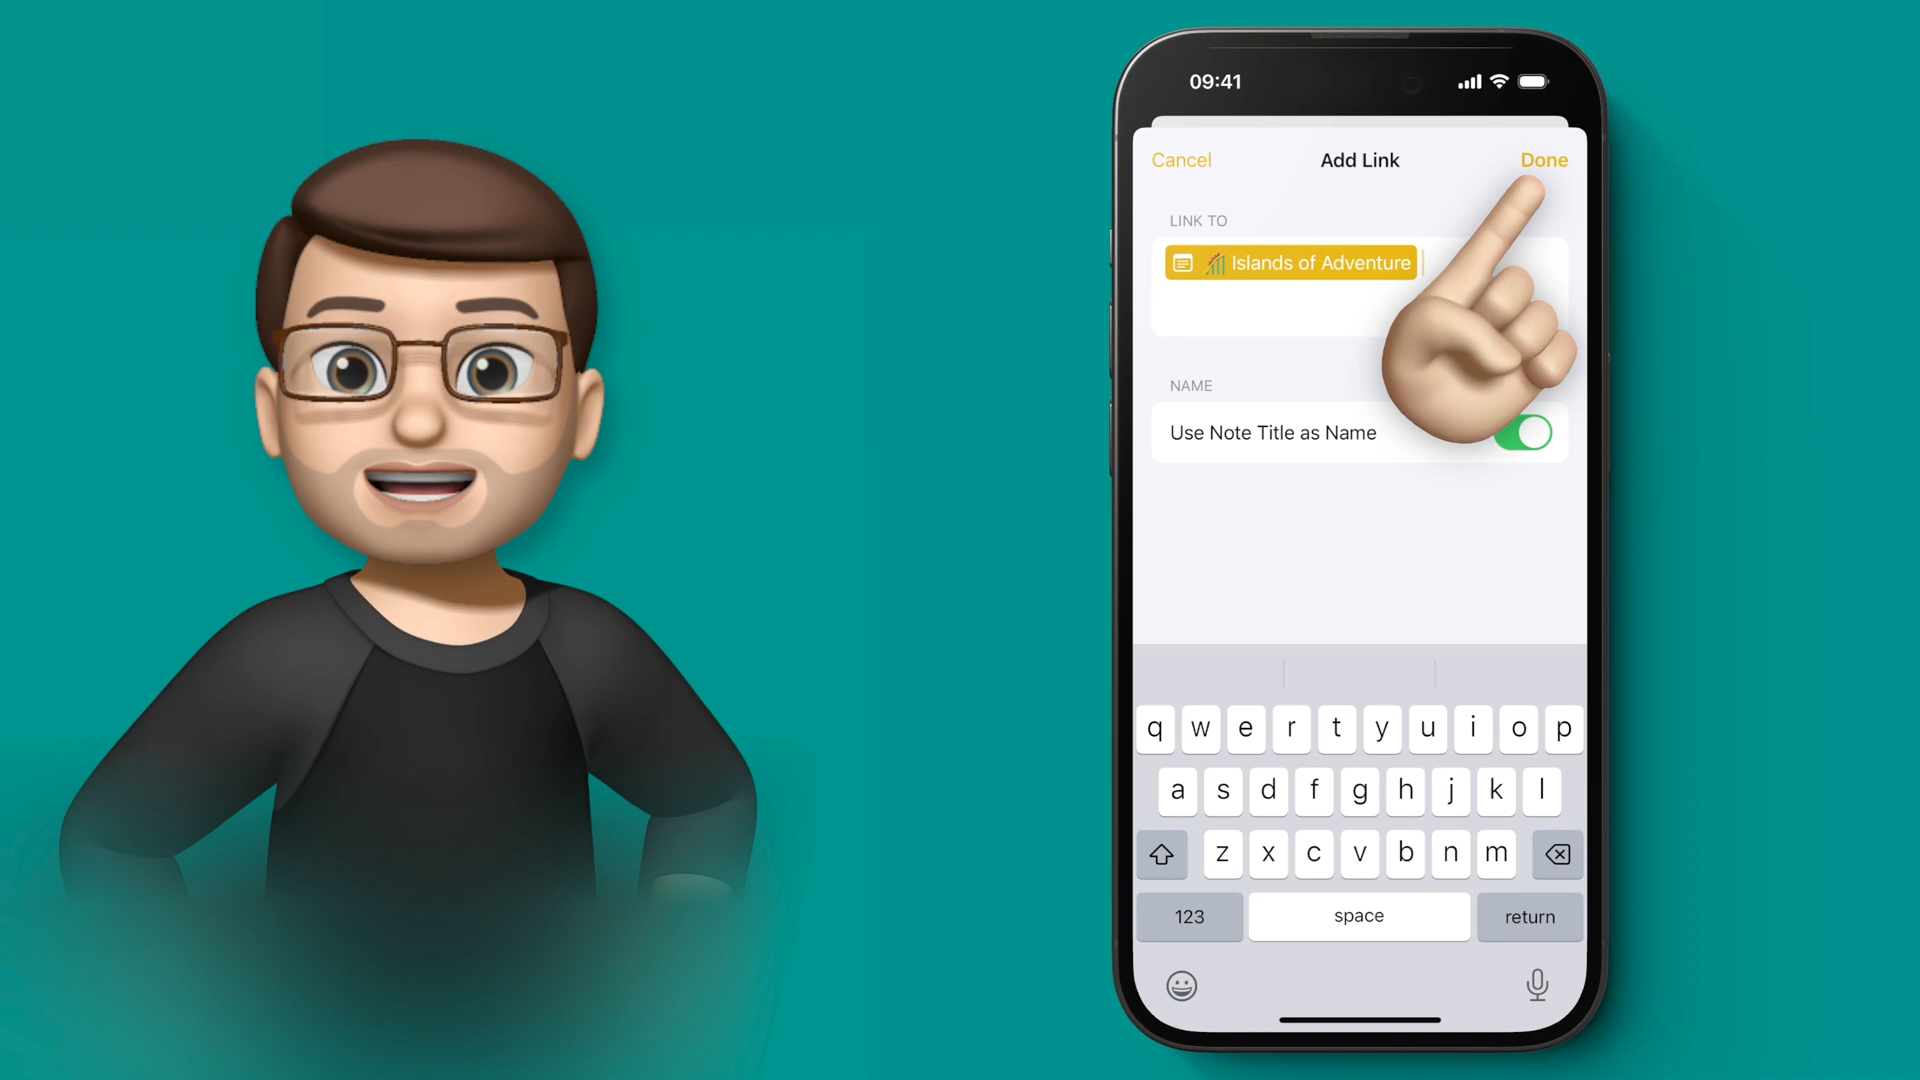 09:41
Cancel Add Link Done
LINK TO
Islands of Adventure
NAME
Use Note Title as Name
q w e r t y u i o p
a s d f g h j k l
z x c v b n m
123 space return